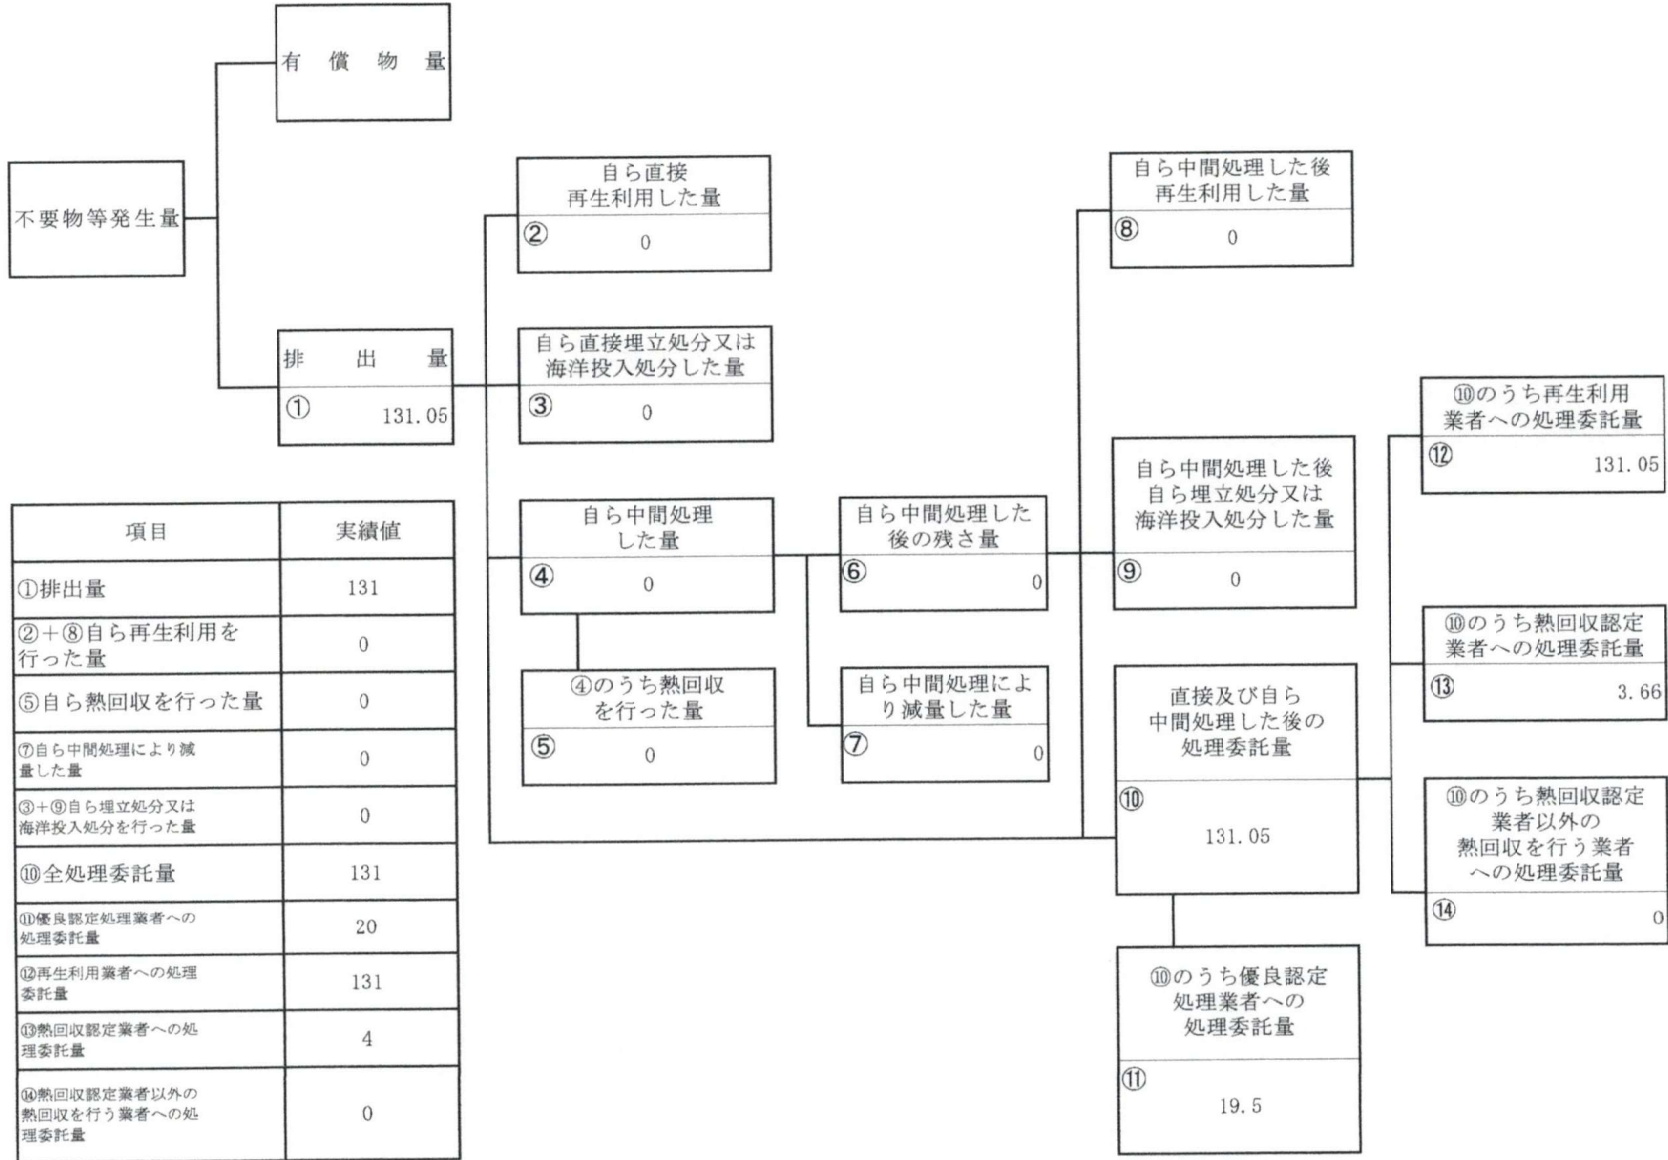 有償物量
不要物等発生量
排出量
① 131.05
自ら直接
再生利用した量
② 0
自ら直接埋立処分又は
海洋投入処分した量
③ 0
自ら中間処理
した量
④ 0
④のうち熱回収
を行った量
⑤ 0
自ら中間処理した
後の残さ量
⑥ 0
自ら中間処理によ
り減量した量
⑦ 0
自ら中間処理した後
再生利用した量
⑧ 0
自ら中間処理した後
自ら埋立処分又は
海洋投入処分した量
⑨ 0
直接及び自ら
中間処理した後の
処理委託量
⑩
131.05
⑩のうち優良認定
処理業者への
処理委託量
⑪
19.5
⑩のうち再生利用
業者への処理委託量
⑫ 131.05
⑩のうち熱回収認定
業者への処理委託量
⑬ 3.66
⑩のうち熱回収認定
業者以外の
熱回収を行う業者
への処理委託量
⑭ 0
項目 実績値
①排出量 131
②+⑧自ら再生利用を
行った量 0
⑤自ら熱回収を行った量 0
⑦自ら中間処理により減
量した量 0
③+⑨自ら埋立処分又は
海洋投入処分を行った量 0
⑩全処理委託量 131
⑪優良認定処理業者への
処理委託量 20
⑫再生利用業者への処理
委託量 131
⑬熱回収認定業者への処
理委託量 4
⑭熱回収認定業者以外の
熱回収を行う業者への処
理委託量 0